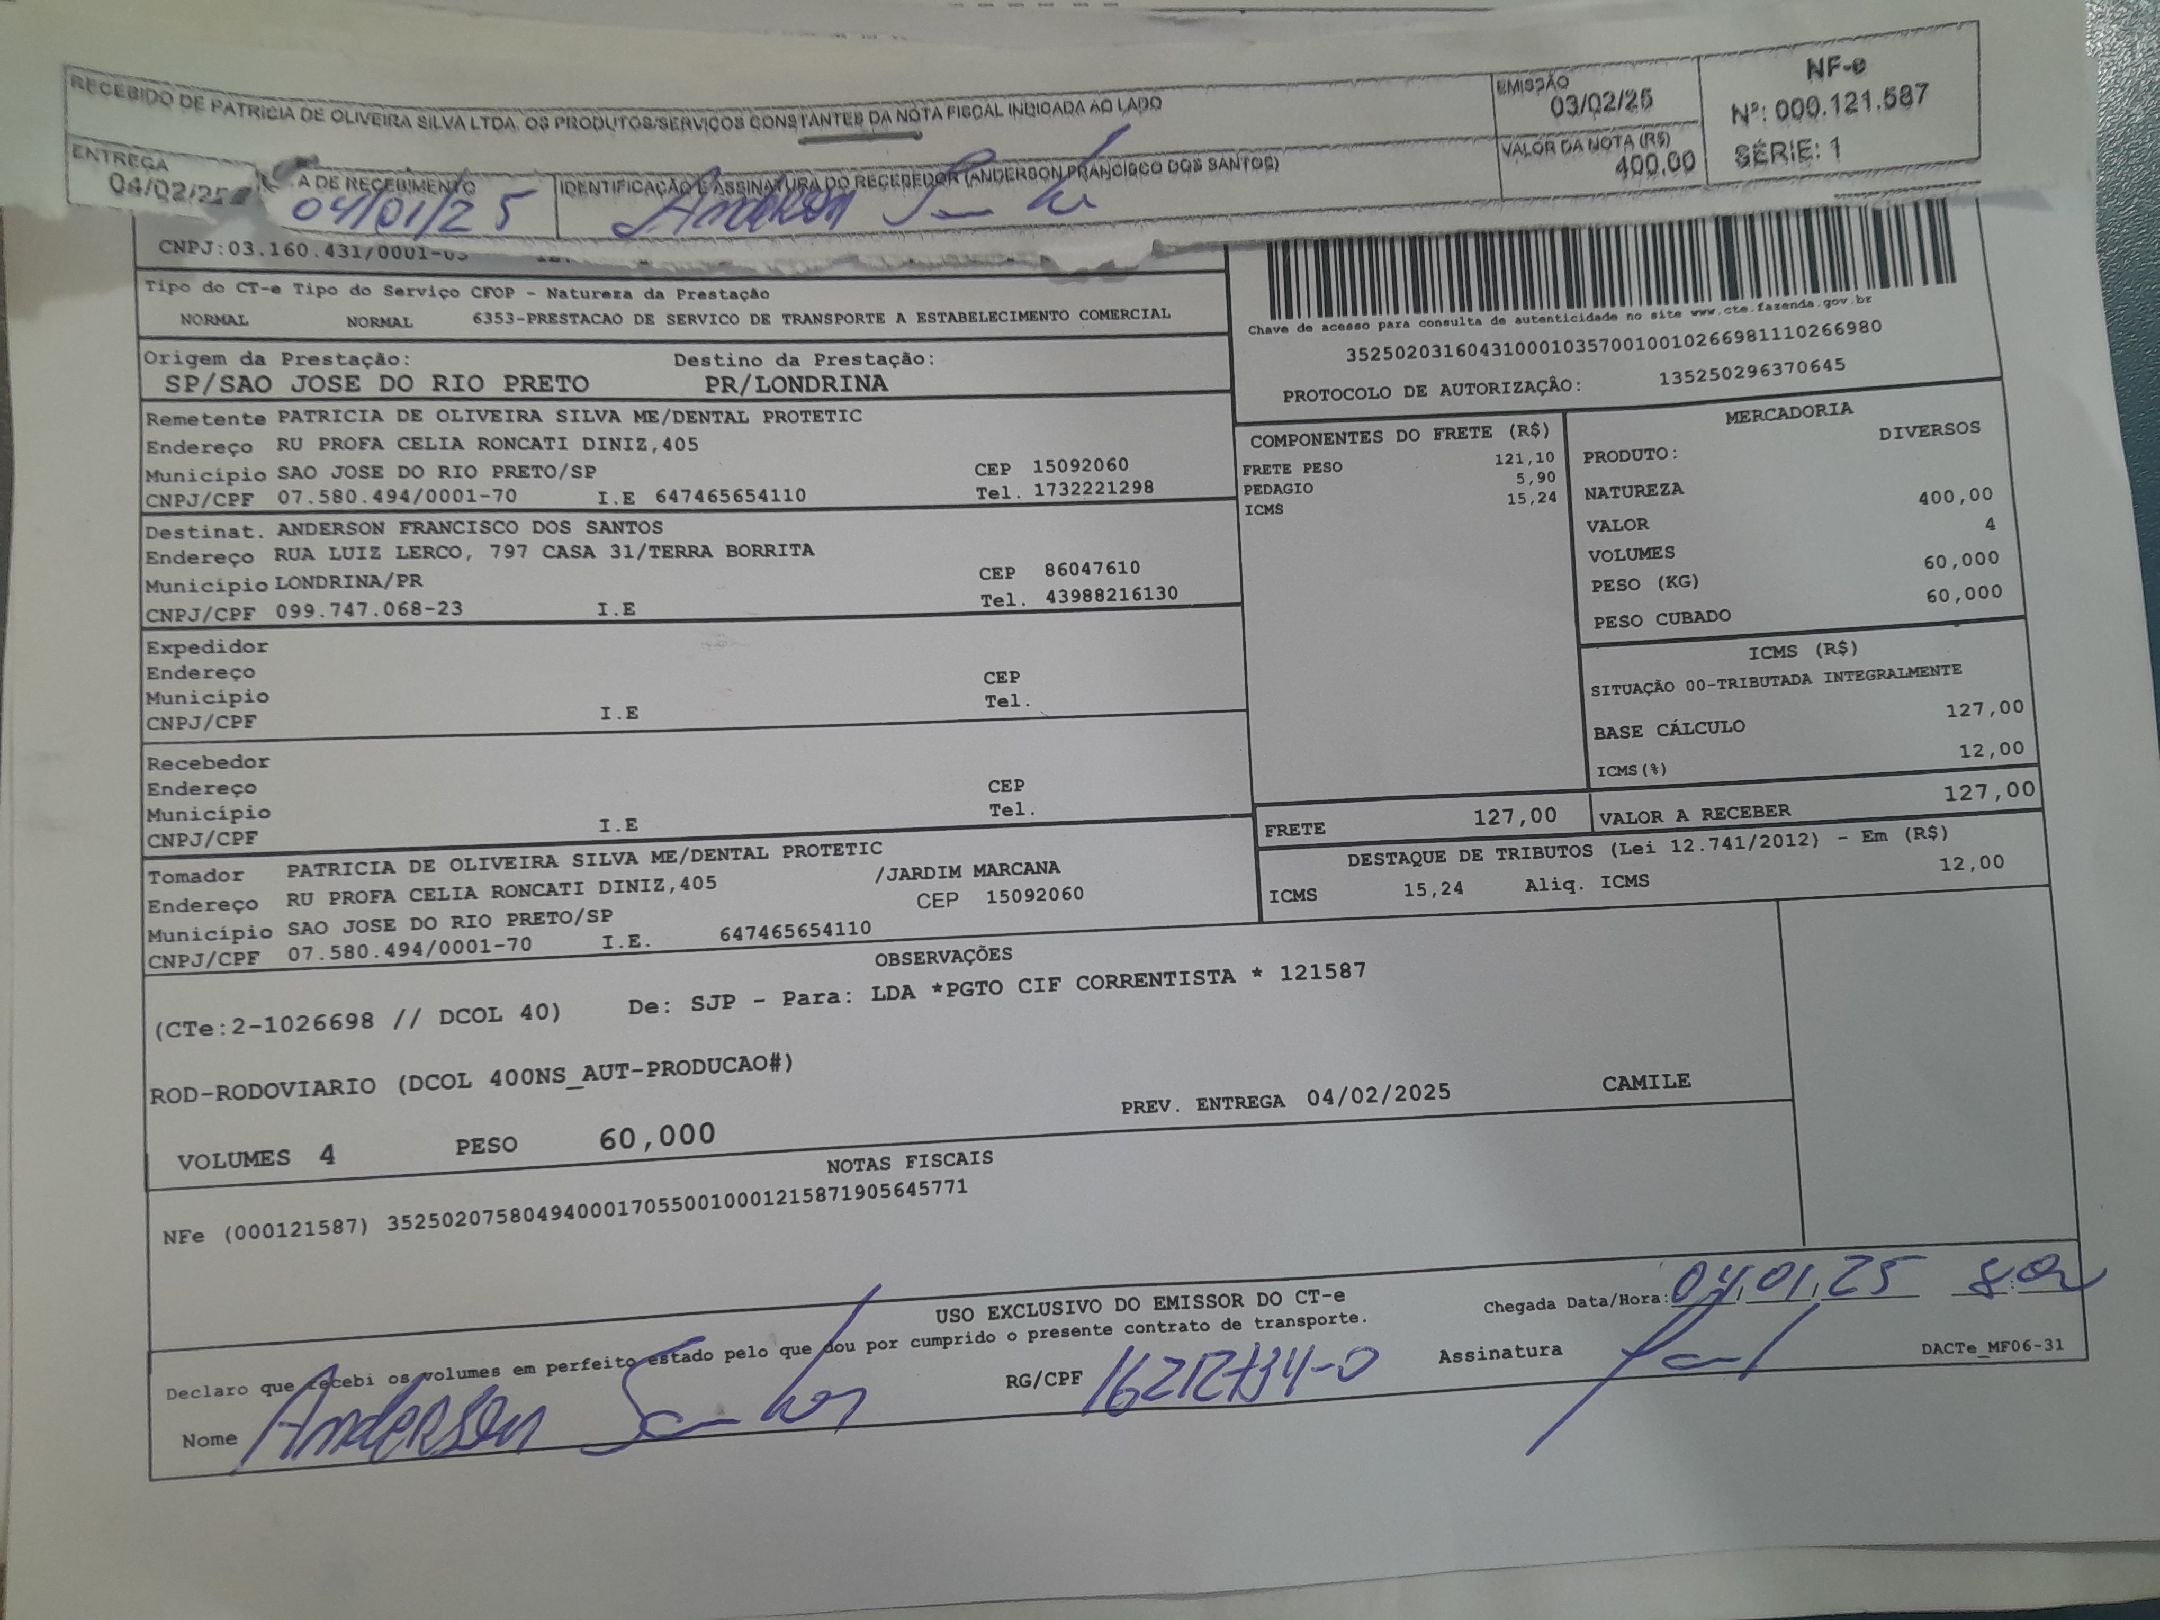 RECEBIDO DE PATRICIA DE OLIVEIRA SILVA LTDA. OS PRODUTOS/SERVIÇOS CONSTANTES DA NOTA FISCAL INDICADA AO LADO
EMISSÃO
03/02/25
VALOR DA NOTA (R$)
400,00
NF-e
Nº: 000.121.587
SÉRIE: 1
ENTREGA
04/02/25
A DE RECEBIMENTO
04/01/25
IDENTIFICAÇÃO E ASSINATURA DO RECEBEDOR (ANDERSON FRANCISCO DOS SANTOS)
Anderson
CNPJ:03.160.431/0001-03
Tipo do CT-e Tipo do Serviço CFOP - Natureza da Prestação
NORMAL NORMAL 6353-PRESTACAO DE SERVICO DE TRANSPORTE A ESTABELECIMENTO COMERCIAL
Chave de acesso para consulta de autenticidade no site www.cte.fazenda.gov.br
35250203160431000103570010010266981110266980
PROTOCOLO DE AUTORIZAÇÃO: 135250296370645
Origem da Prestação: Destino da Prestação:
SP/SAO JOSE DO RIO PRETO PR/LONDRINA
Remetente PATRICIA DE OLIVEIRA SILVA ME/DENTAL PROTETIC
Endereço RU PROFA CELIA RONCATI DINIZ,405
Município SAO JOSE DO RIO PRETO/SP CEP 15092060
CNPJ/CPF 07.580.494/0001-70 I.E 647465654110 Tel. 1732221298
Destinat. ANDERSON FRANCISCO DOS SANTOS
Endereço RUA LUIZ LERCO, 797 CASA 31/TERRA BORRITA
Município LONDRINA/PR CEP 86047610
CNPJ/CPF 099.747.068-23 I.E Tel. 43988216130
Expedidor
Endereço
Município CEP
CNPJ/CPF I.E Tel.
Recebedor
Endereço
Município CEP
CNPJ/CPF I.E Tel.
Tomador PATRICIA DE OLIVEIRA SILVA ME/DENTAL PROTETIC
Endereço RU PROFA CELIA RONCATI DINIZ,405 /JARDIM MARCANA
Município SAO JOSE DO RIO PRETO/SP CEP 15092060
CNPJ/CPF 07.580.494/0001-70 I.E. 647465654110
COMPONENTES DO FRETE (R$)
FRETE PESO 121,10
PEDAGIO 5,90
ICMS 15,24
MERCADORIA
PRODUTO: DIVERSOS
NATUREZA
VALOR 400,00
VOLUMES 4
PESO (KG) 60,000
PESO CUBADO 60,000
ICMS (R$)
SITUAÇÃO 00-TRIBUTADA INTEGRALMENTE
BASE CÁLCULO 127,00
ICMS(%) 12,00
FRETE 127,00 VALOR A RECEBER 127,00
DESTAQUE DE TRIBUTOS (Lei 12.741/2012) - Em (R$)
ICMS 15,24 Aliq. ICMS 12,00
OBSERVAÇÕES
(CTe:2-1026698 // DCOL 40) De: SJP - Para: LDA *PGTO CIF CORRENTISTA * 121587
ROD-RODOVIARIO (DCOL 400NS_AUT-PRODUCAO#)
PREV. ENTREGA 04/02/2025 CAMILE
VOLUMES 4 PESO 60,000
NOTAS FISCAIS
NFe (000121587) 35250207580494000170550010001215871905645771
USO EXCLUSIVO DO EMISSOR DO CT-e
Declaro que recebi os volumes em perfeito estado pelo que dou por cumprido o presente contrato de transporte.
Chegada Data/Hora: 04,01,25
Nome Anderson RG/CPF Assinatura
DACTe_MF06-31